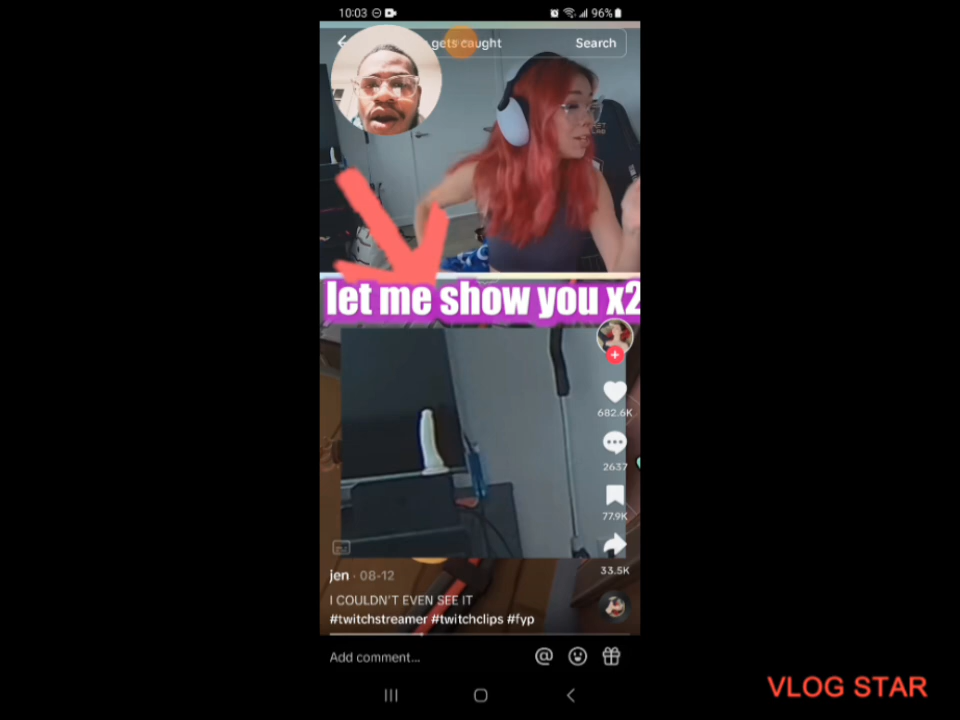 10:03
96%
gets caught
Search
let me show you x2
682.6K
2637
77.9K
33.5K
jen · 08-12
I COULDN'T EVEN SEE IT
#twitchstreamer #twitchclips #fyp
Add comment...
VLOG STAR